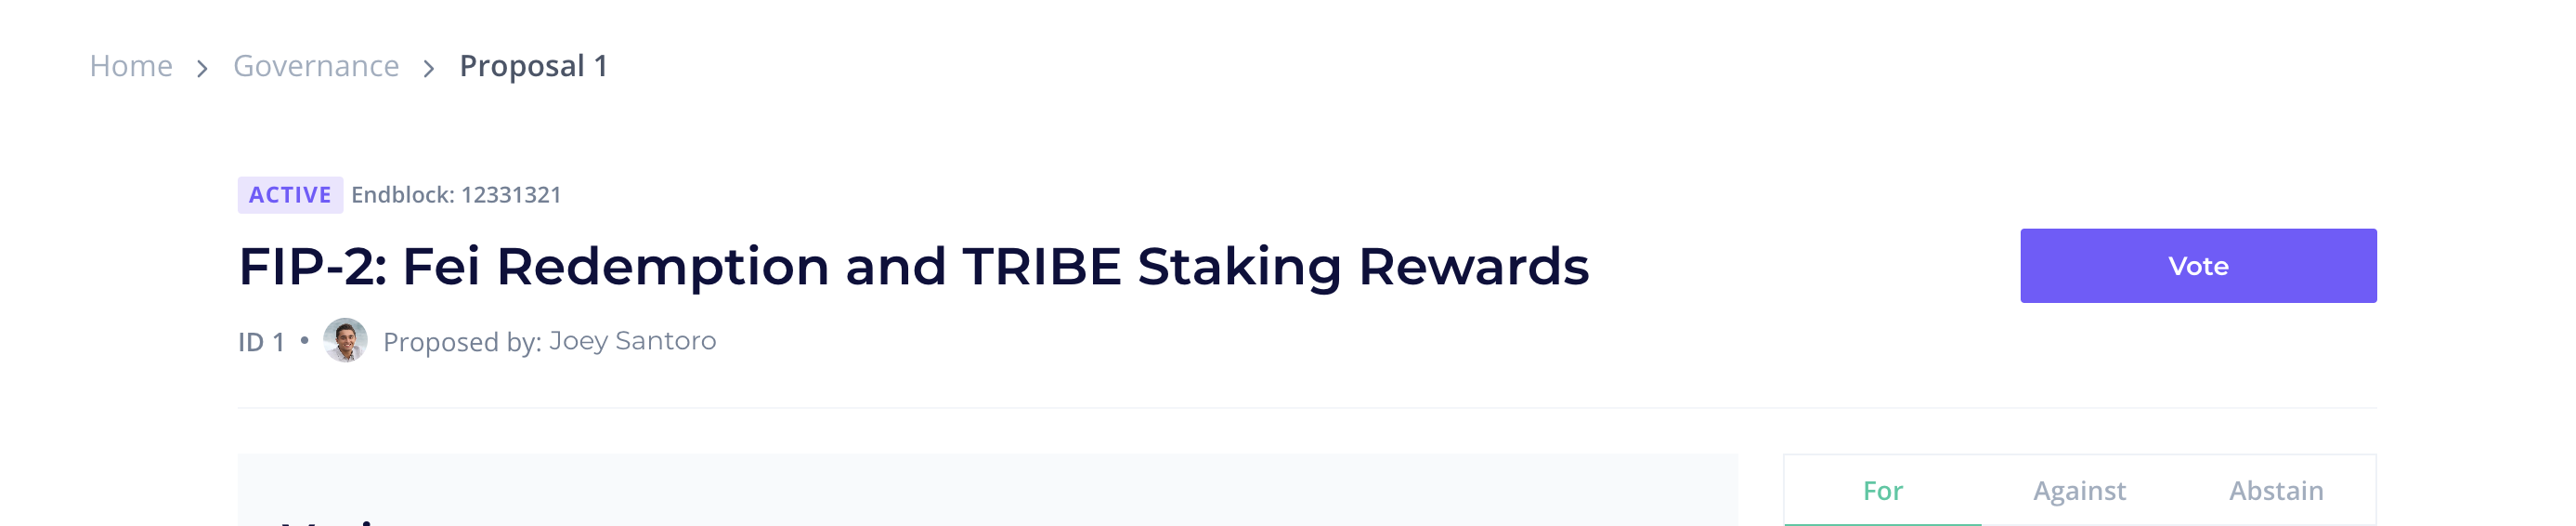 Home > Governance > Proposal 1
ACTIVE Endblock: 12331321
FIP-2: Fei Redemption and TRIBE Staking Rewards
Vote
ID 1 • Proposed by: Joey Santoro
For Against Abstain